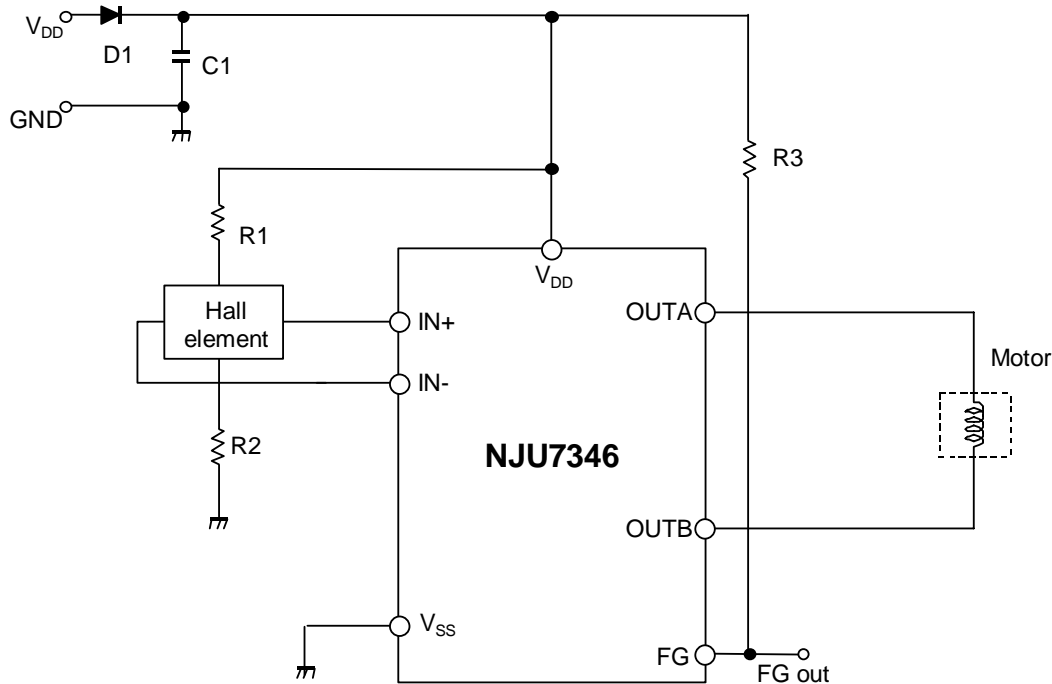 VDD
D1
C1
GND
R3
R1
VDD
Hall
element
IN+
OUTA
Motor
IN-
R2
NJU7346
OUTB
VSS
FG
FG out